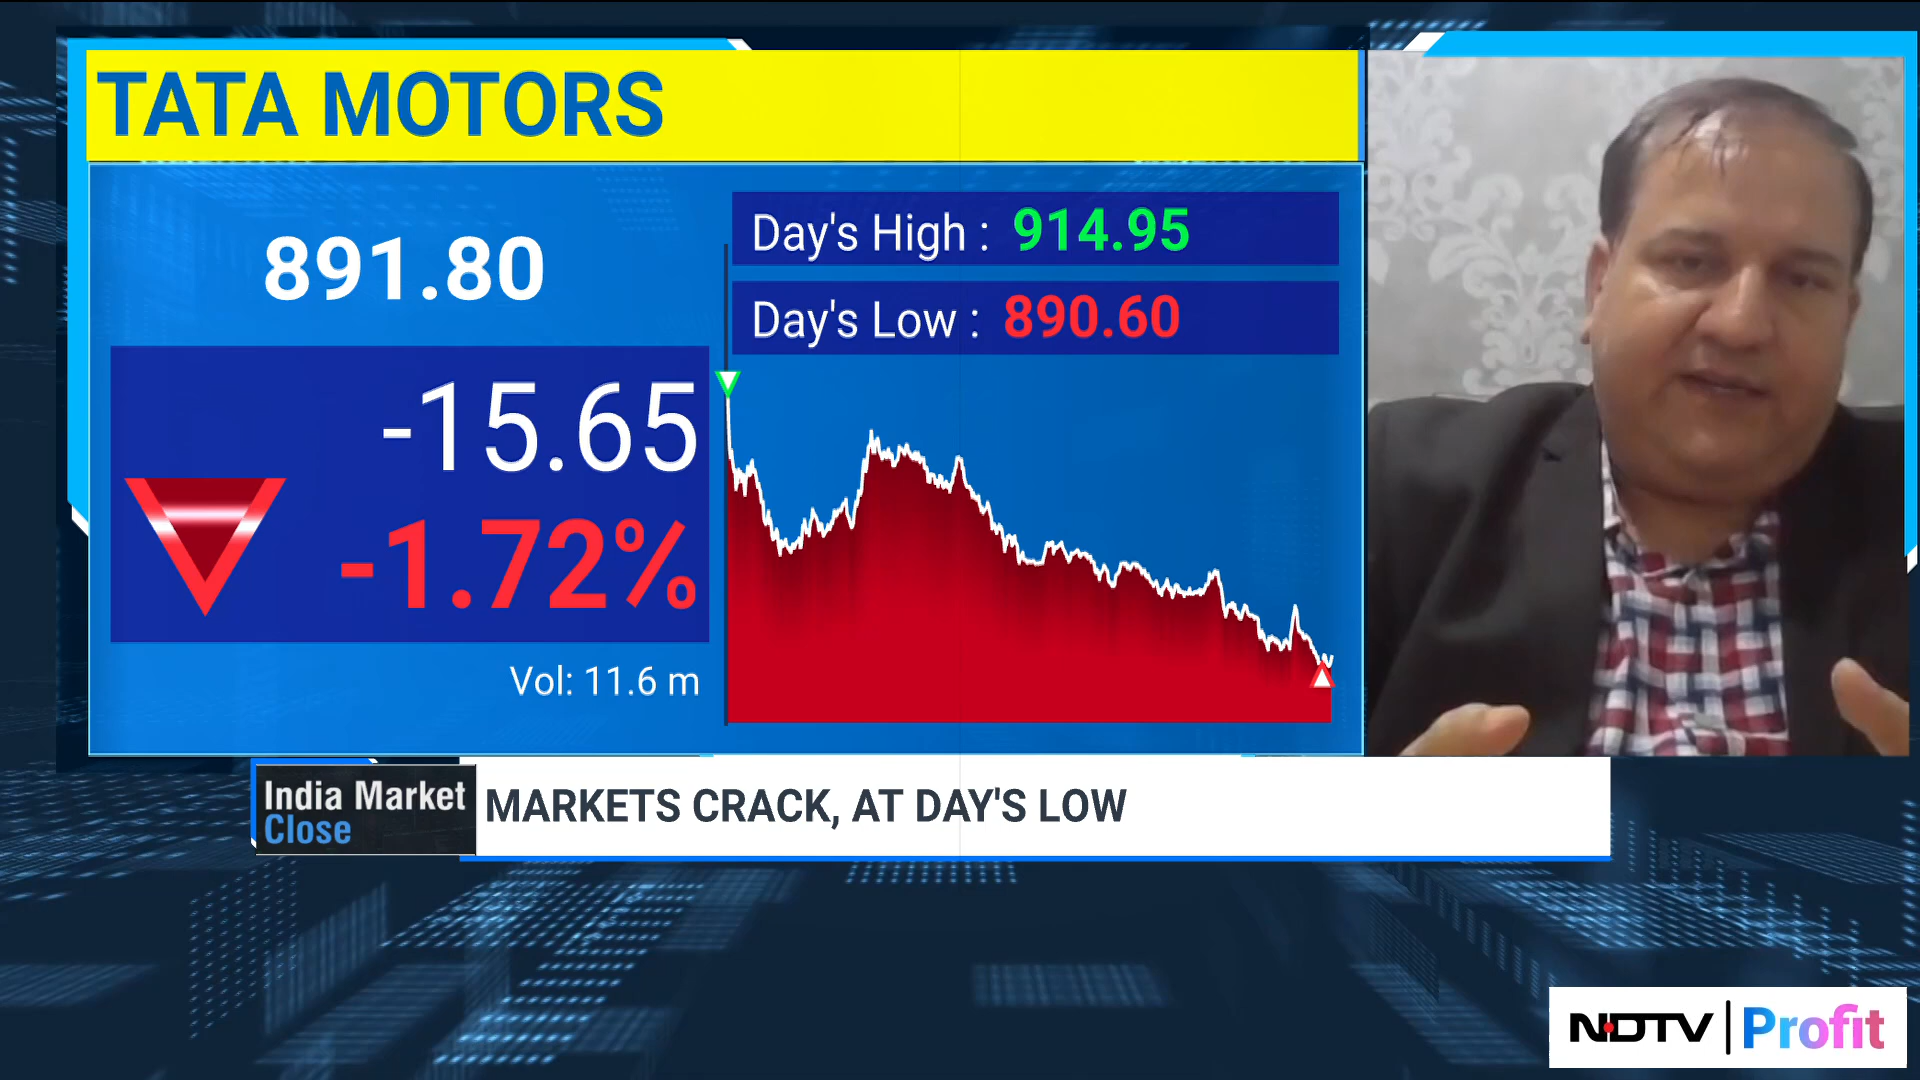 TATA MOTORS
891.80
-15.65
-1.72%
Vol: 11.6 m
Day's High : 914.95
Day's Low : 890.60
India Market
Close
MARKETS CRACK, AT DAY'S LOW
NDTV | Profit